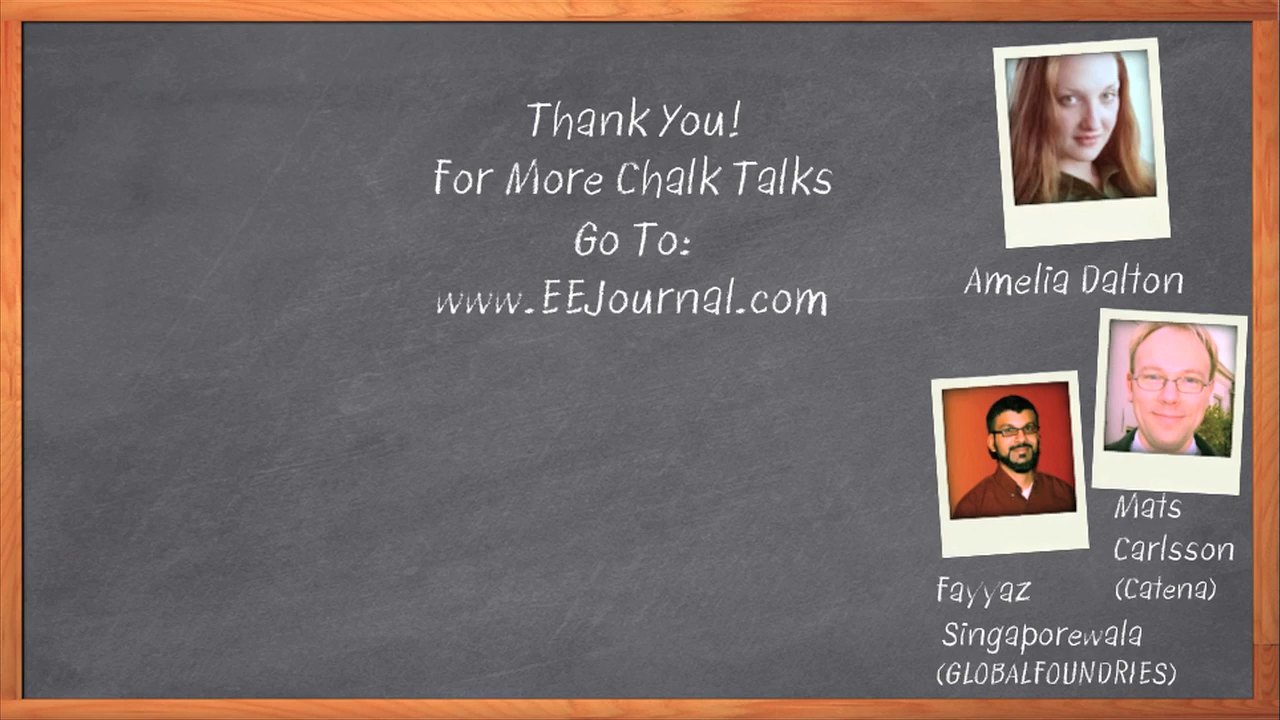 Thank You!
For More Chalk Talks
Go To:
www.EEJournal.com
Amelia Dalton
Mats
Carlsson
(Catena)
Fayyaz
Singaporewala
(GLOBALFOUNDRIES)